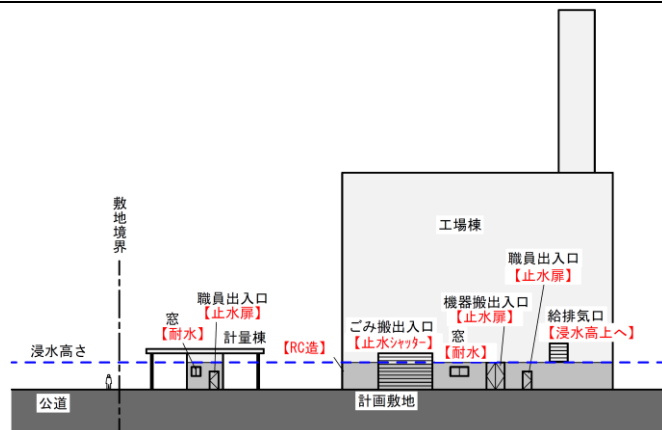 敷地境界
工場棟
職員出入口
【止水扉】
窓
【耐水】
職員出入口
【止水扉】
計量棟
機器搬出入口
【止水扉】
給排気口
【浸水高上へ】
ごみ搬出入口
【止水シャッター】
窓
【耐水】
【RC造】
浸水高さ
公道
計画敷地